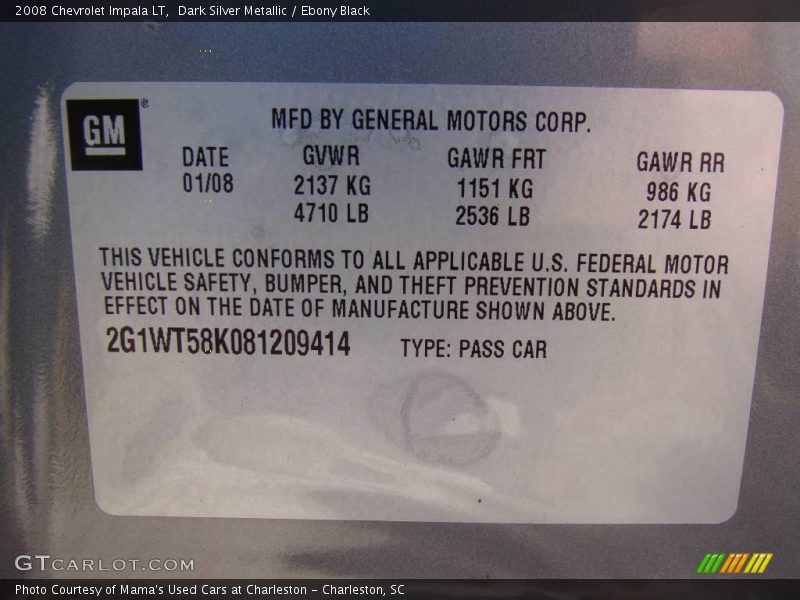 2008 Chevrolet Impala LT,  Dark Silver Metallic / Ebony Black
GM ®
MFD BY GENERAL MOTORS CORP.
DATE GVWR GAWR FRT GAWR RR
01/08 2137 KG 1151 KG 986 KG
4710 LB 2536 LB 2174 LB
THIS VEHICLE CONFORMS TO ALL APPLICABLE U.S. FEDERAL MOTOR
VEHICLE SAFETY, BUMPER, AND THEFT PREVENTION STANDARDS IN
EFFECT ON THE DATE OF MANUFACTURE SHOWN ABOVE.
2G1WT58K081209414 TYPE: PASS CAR
GTCARLOT.COM
Photo Courtesy of Mama's Used Cars at Charleston - Charleston, SC